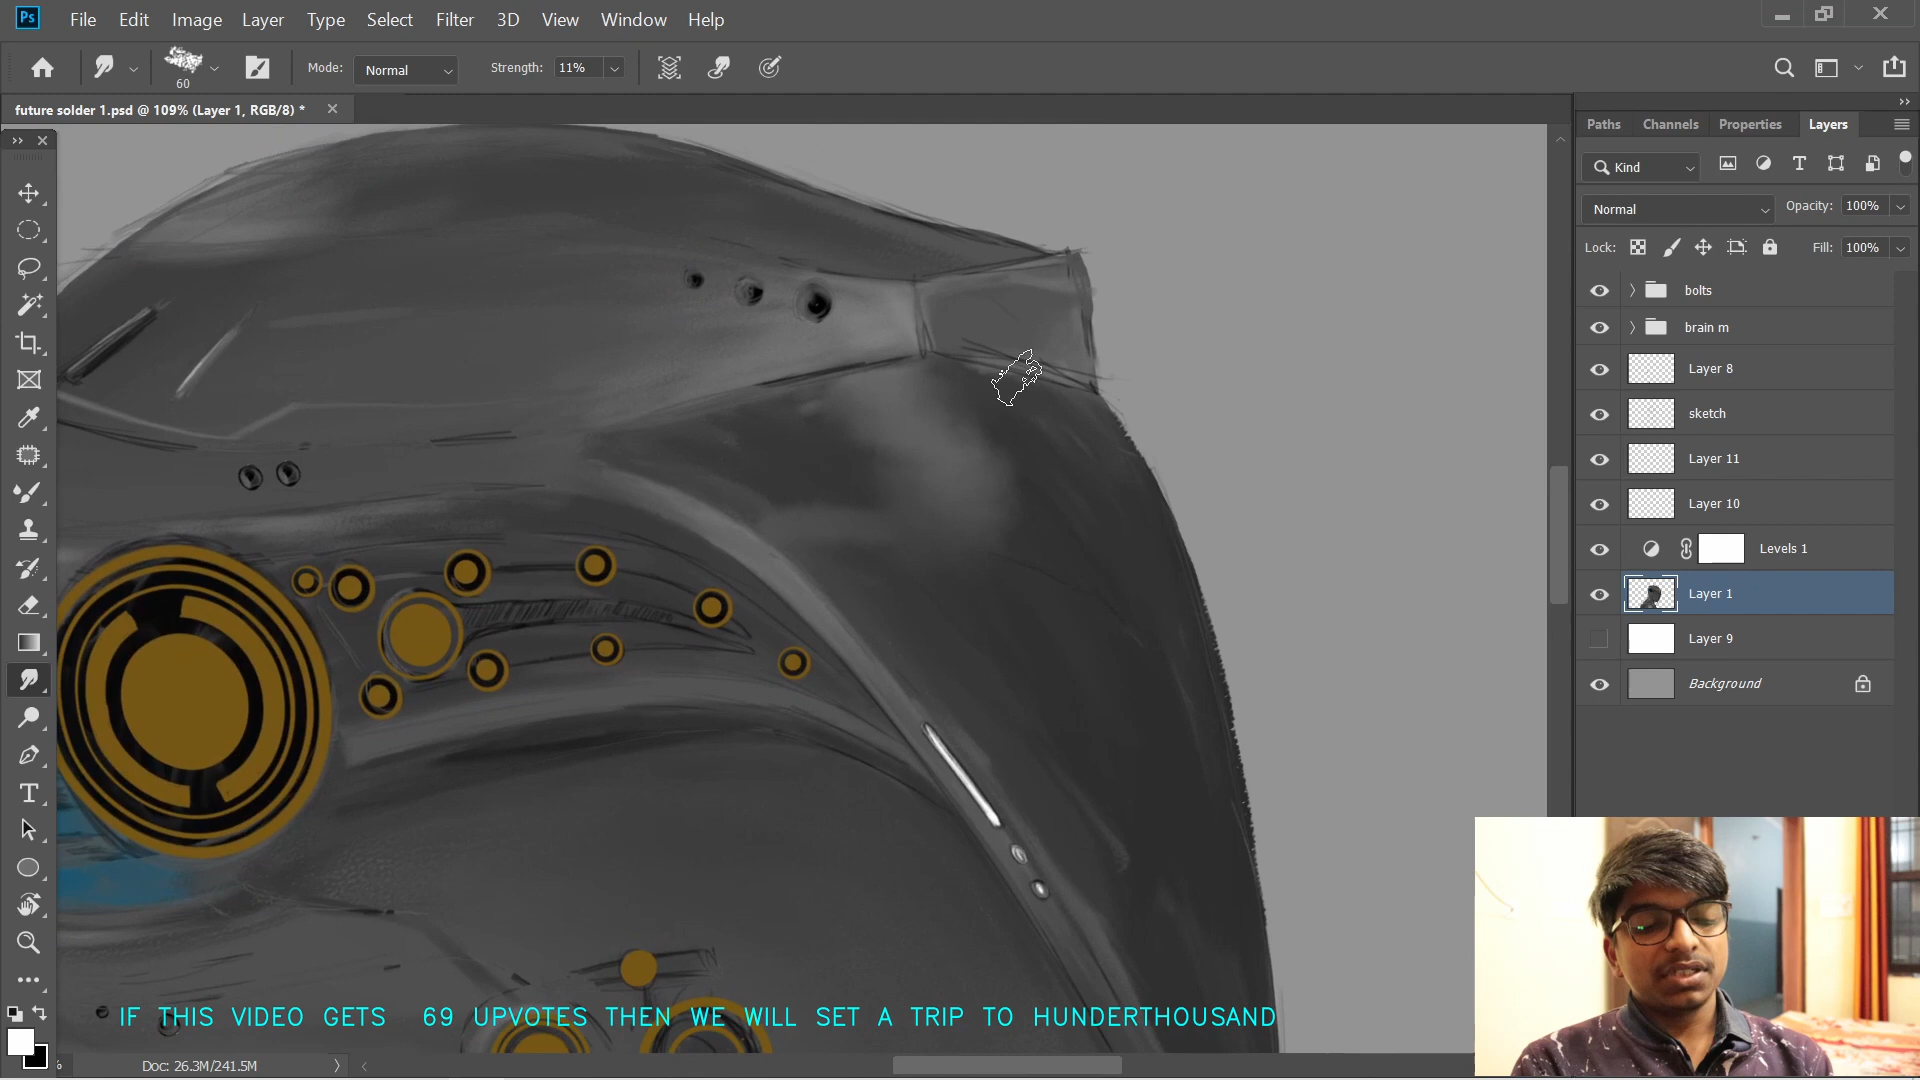 Ps File Edit Image Layer Type Select Filter 3D View Window Help
60 Mode: Normal Strength: 11%
future solder 1.psd @ 109% (Layer 1, RGB/8) *
Paths Channels Properties Layers
Kind
Normal Opacity: 100%
Lock: Fill: 100%
bolts
brain m
Layer 8
sketch
Layer 11
Layer 10
Levels 1
Layer 1
Layer 9
Background
IF THIS VIDEO GETS 69 UPVOTES THEN WE WILL SET A TRIP TO HUNDERTHOUSAND
% Doc: 26.3M/241.5M